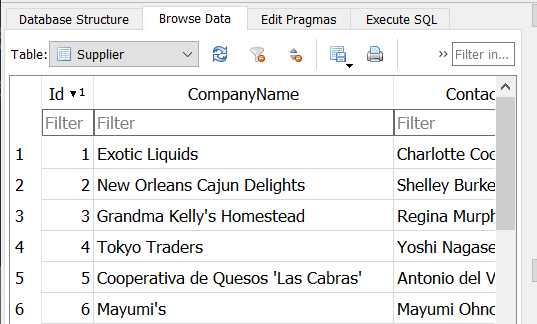 Database Structure Browse Data Edit Pragmas Execute SQL
Table: Supplier » Filter in...
Id ▼1 CompanyName Contac
Filter Filter Filter
1 1 Exotic Liquids Charlotte Coo
2 2 New Orleans Cajun Delights Shelley Burke
3 3 Grandma Kelly's Homestead Regina Murph
4 4 Tokyo Traders Yoshi Nagase
5 5 Cooperativa de Quesos 'Las Cabras' Antonio del V
6 6 Mayumi's Mayumi Ohno